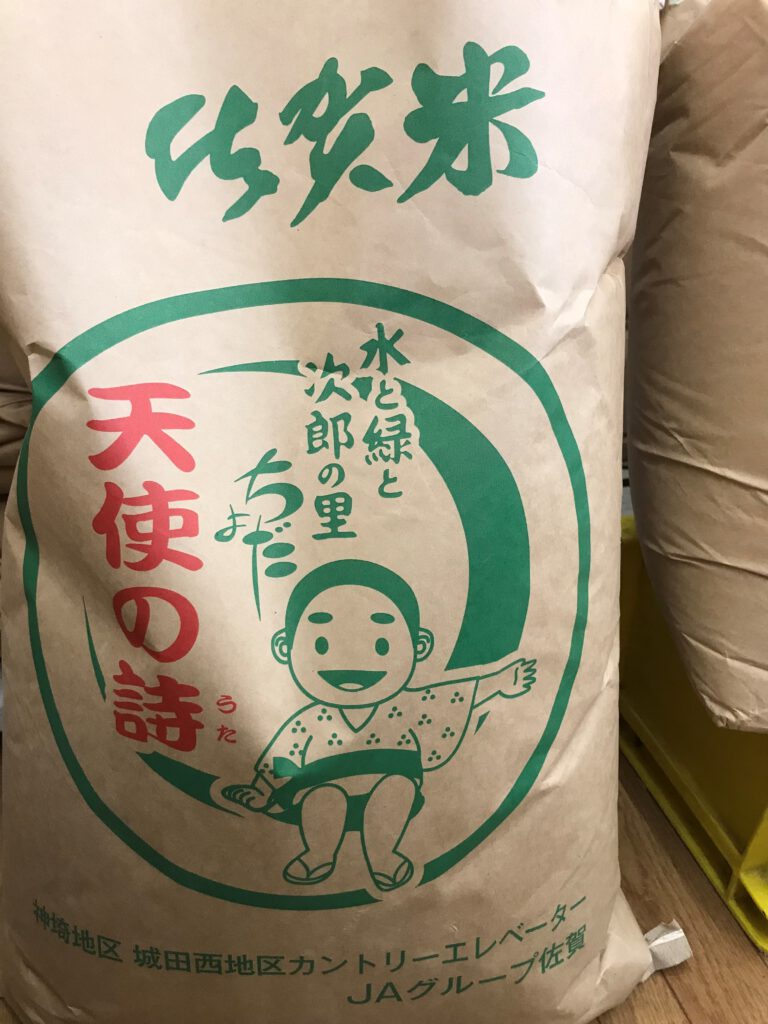 佐賀米
水と緑と
次郎の里
ちよだ
天使の詩
うた
神埼地区 城田西地区カントリーエレベーター
JAグループ佐賀